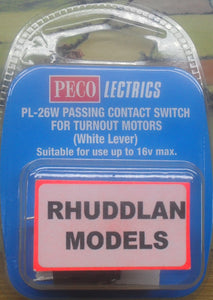 PECO LECTRICS
PL-26W PASSING CONTACT SWITCH
FOR TURNOUT MOTORS
(White Lever)
Suitable for use up to 16v max.
RHUDDLAN
MODELS